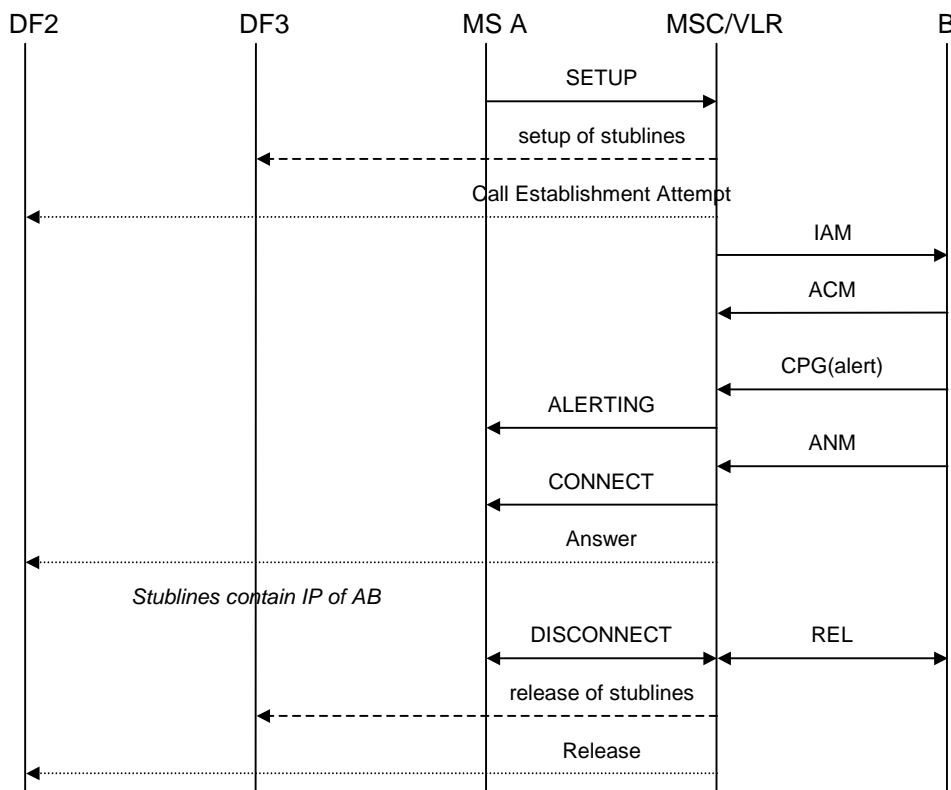 DF2 DF3 MS A MSC/VLR B
SETUP
setup of stublines
Call Establishment Attempt
IAM
ACM
CPG(alert)
ALERTING
ANM
CONNECT
Answer
Stublines contain IP of AB
DISCONNECT REL
release of stublines
Release